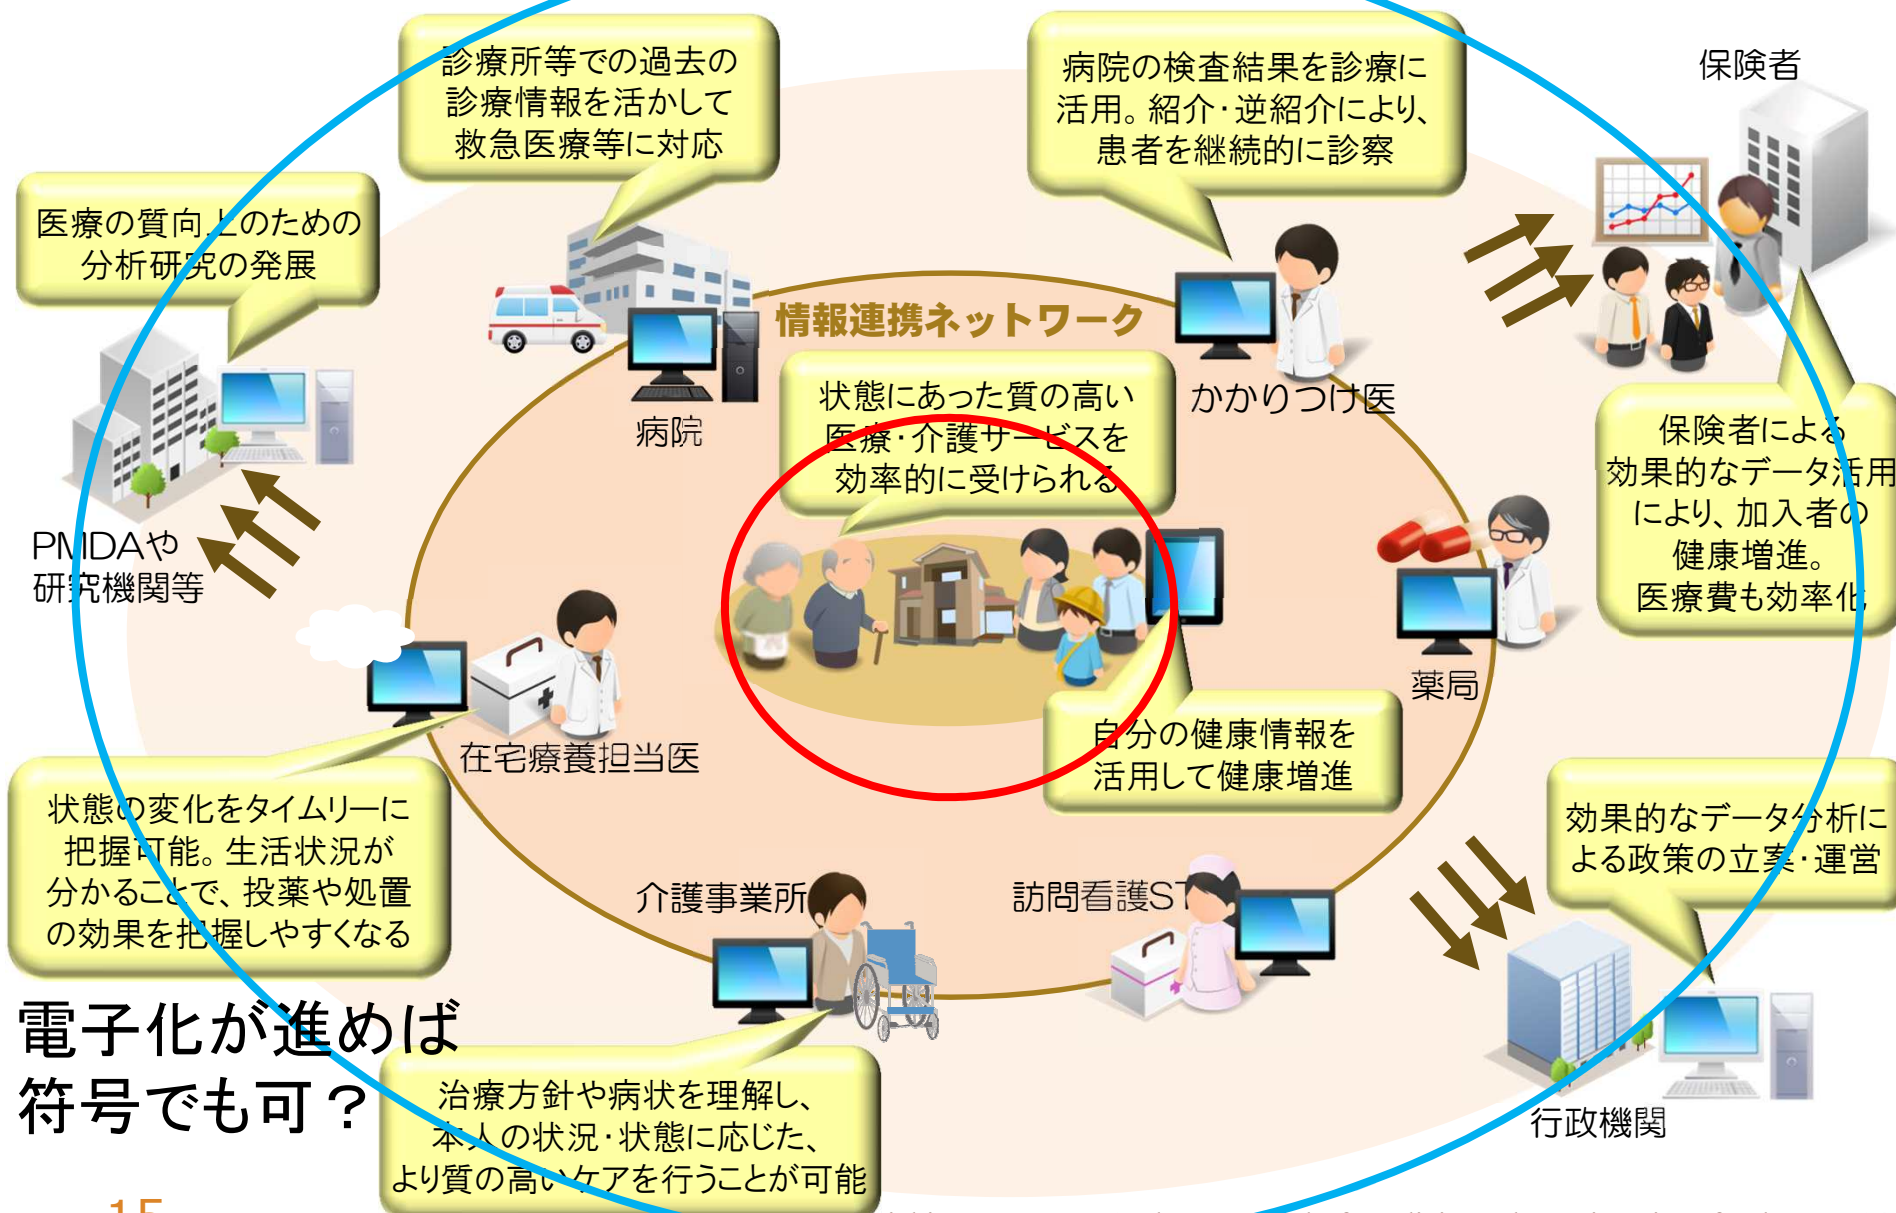 診療所等での過去の
診療情報を活かして
救急医療等に対応
病院の検査結果を診療に
活用。紹介・逆紹介により、
患者を継続的に診察
保険者
医療の質向上のための
分析研究の発展
情報連携ネットワーク
状態にあった質の高い
医療・介護サービスを
効率的に受けられる
病院
かかりつけ医
保険者による
効果的なデータ活用
により、加入者の
健康増進。
医療費も効率化
PMDAや
研究機関等
薬局
在宅療養担当医
自分の健康情報を
活用して健康増進
状態の変化をタイムリーに
把握可能。生活状況が
分かることで、投薬や処置
の効果を把握しやすくなる
効果的なデータ分析に
よる政策の立案・運営
介護事業所
訪問看護ST
電子化が進めば
符号でも可？
治療方針や病状を理解し、
本人の状況・状態に応じた、
より質の高いケアを行うことが可能
行政機関
15